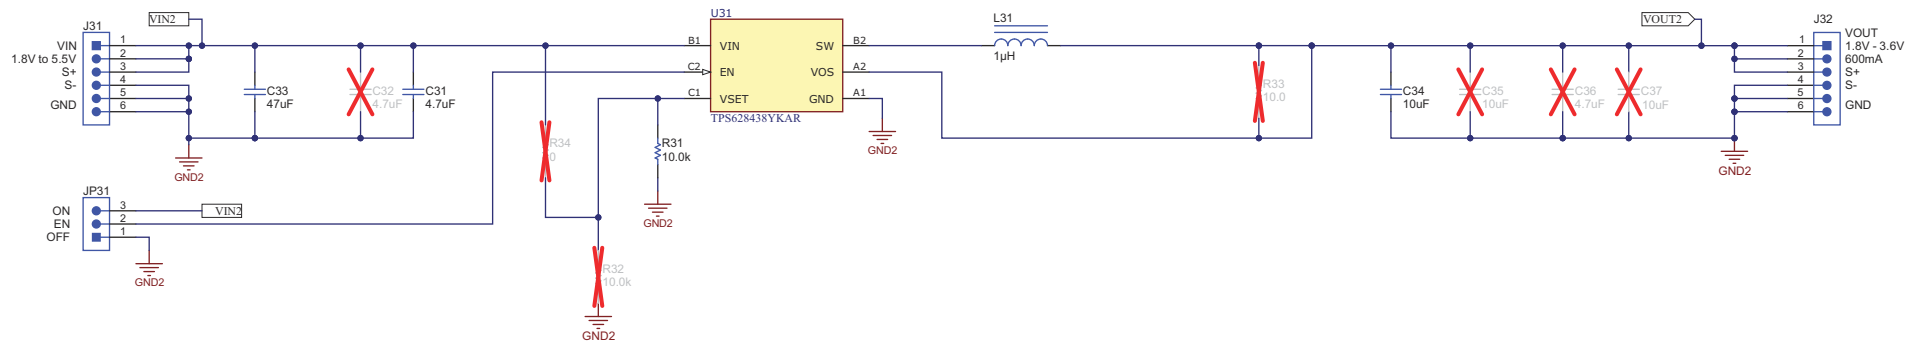 VIN2
J31
VIN
1.8V to 5.5V
S+
S-
GND
1
2
3
4
5
6
C33
47uF
C32
4.7uF
C31
4.7uF
R34
0
R31
10.0k
GND2
R32
10.0k
GND2
GND2
JP31
ON
EN
OFF
3
2
1
VIN2
GND2
U31
B1
C2
C1
VIN
EN
VSET
SW
VOS
GND
B2
A2
A1
TPS628438YKAR
GND2
L31
1µH
R33
10.0
C34
10uF
C35
10uF
C36
4.7uF
C37
10uF
VOUT2
J32
1
2
3
4
5
6
VOUT
1.8V - 3.6V
600mA
S+
S-
GND
GND2